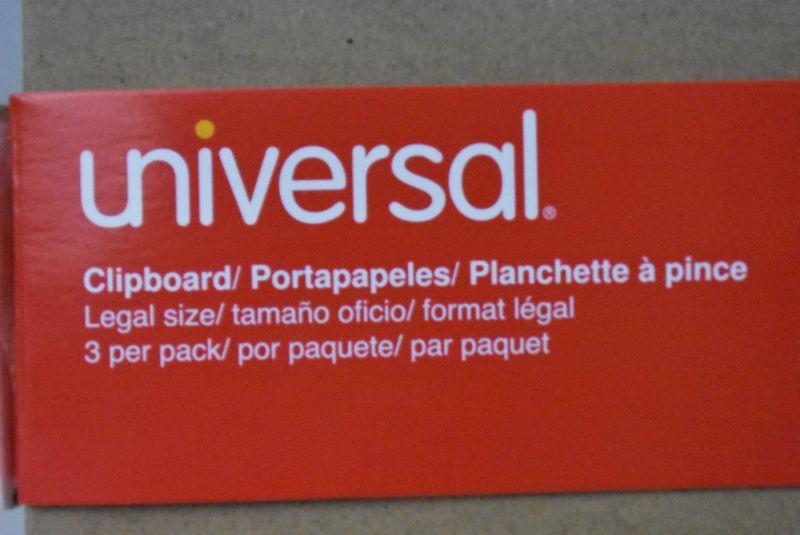 universal®
Clipboard/ Portapapeles/ Planchette à pince
Legal size/ tamaño oficio/ format légal
3 per pack/ por paquete/ par paquet